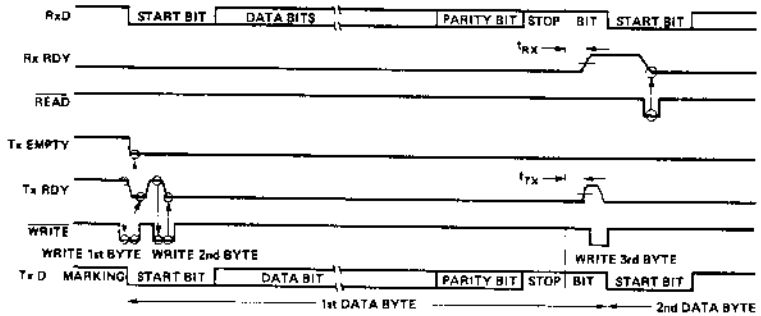 RxD START BIT DATA BITS PARITY BIT STOP BIT START BIT
tRX
Rx RDY
READ
Tx EMPTY
tTX
Tx RDY
WRITE
WRITE 1st BYTE WRITE 2nd BYTE WRITE 3rd BYTE
Tx D MARKING START BIT DATA BIT PARITY BIT STOP BIT START BIT
1st DATA BYTE 2nd DATA BYTE